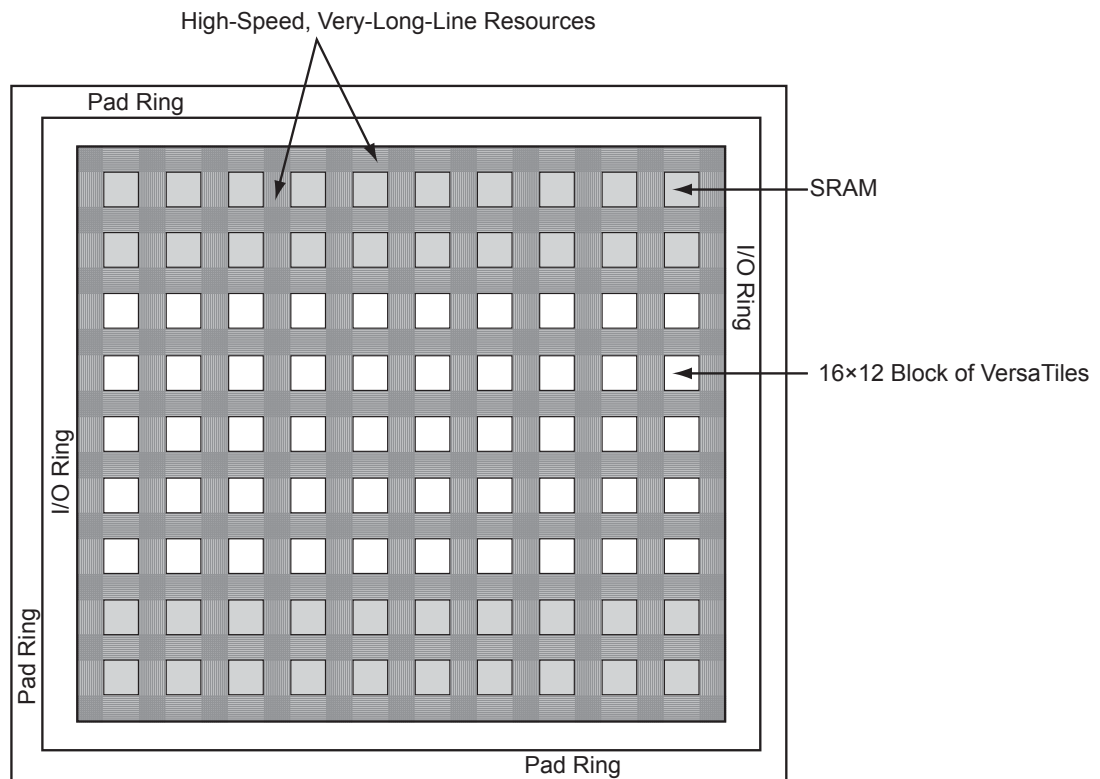 High-Speed, Very-Long-Line Resources
Pad Ring
SRAM
I/O Ring
16×12 Block of VersaTiles
I/O Ring
Pad Ring
Pad Ring